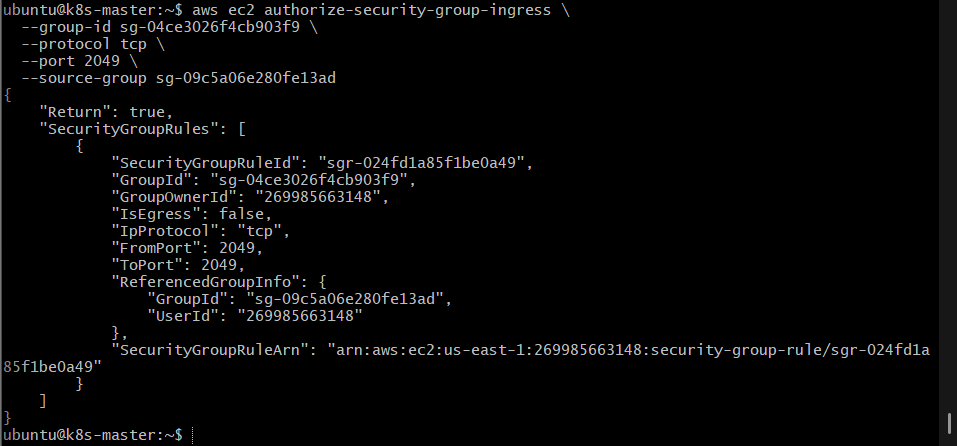 ubuntu@k8s-master:~$ aws ec2 authorize-security-group-ingress \
  --group-id sg-04ce3026f4cb903f9 \
  --protocol tcp \
  --port 2049 \
  --source-group sg-09c5a06e280fe13ad
{
    "Return": true,
    "SecurityGroupRules": [
        {
            "SecurityGroupRuleId": "sgr-024fd1a85f1be0a49",
            "GroupId": "sg-04ce3026f4cb903f9",
            "GroupOwnerId": "269985663148",
            "IsEgress": false,
            "IpProtocol": "tcp",
            "FromPort": 2049,
            "ToPort": 2049,
            "ReferencedGroupInfo": {
                "GroupId": "sg-09c5a06e280fe13ad",
                "UserId": "269985663148"
            },
            "SecurityGroupRuleArn": "arn:aws:ec2:us-east-1:269985663148:security-group-rule/sgr-024fd1a
85f1be0a49"
        }
    ]
}
ubuntu@k8s-master:~$